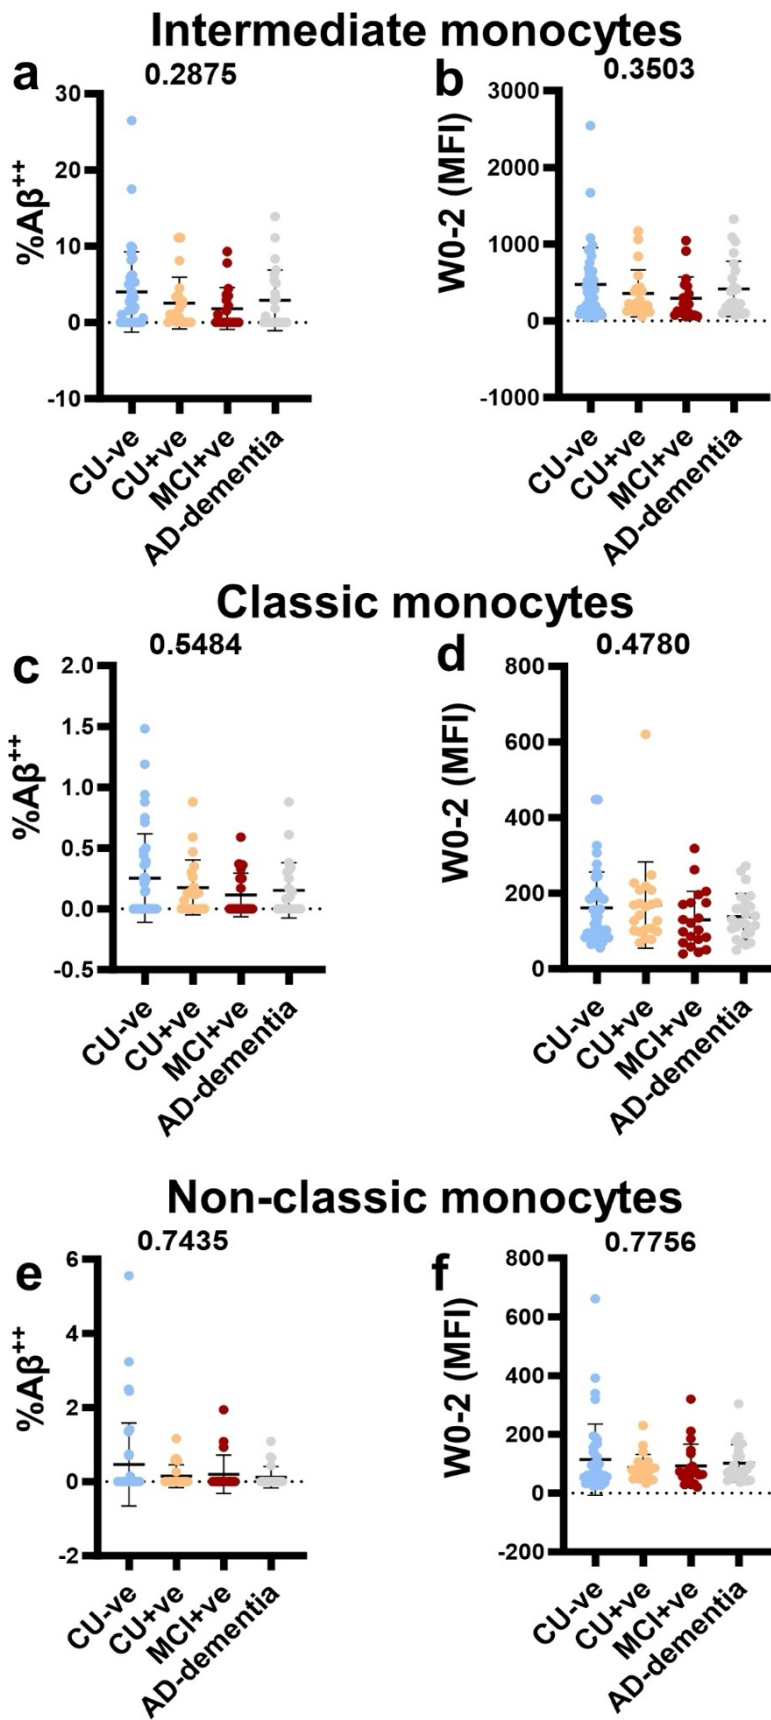 Intermediate monocytes
a
0.2875
%Aβ⁺⁺
30
20
10
0
-10
CU-ve
CU+ve
MCI+ve
AD-dementia
b
0.3503
W0-2 (MFI)
3000
2000
1000
0
-1000
CU-ve
CU+ve
MCI+ve
AD-dementia
Classic monocytes
c
0.5484
%Aβ⁺⁺
2.0
1.5
1.0
0.5
0.0
-0.5
CU-ve
CU+ve
MCI+ve
AD-dementia
d
0.4780
W0-2 (MFI)
800
600
400
200
0
CU-ve
CU+ve
MCI+ve
AD-dementia
Non-classic monocytes
e
0.7435
%Aβ⁺⁺
6
4
2
0
-2
CU-ve
CU+ve
MCI+ve
AD-dementia
f
0.7756
W0-2 (MFI)
800
600
400
200
0
-200
CU-ve
CU+ve
MCI+ve
AD-dementia